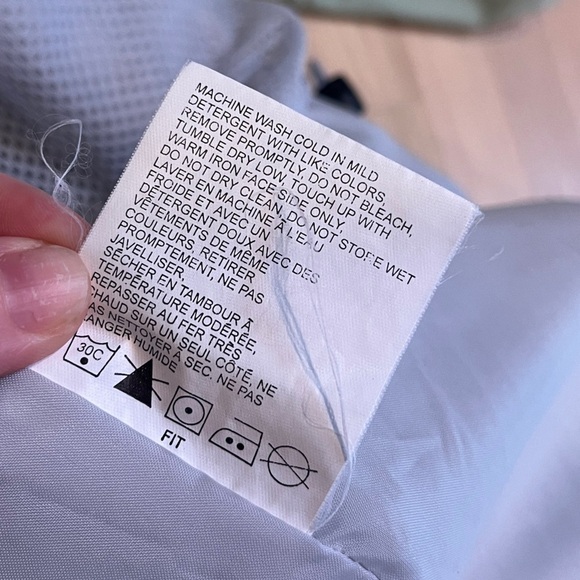 MACHINE WASH COLD IN MILD
DETERGENT WITH LIKE COLORS.
REMOVE PROMPTLY, DO NOT BLEACH,
TUMBLE DRY LOW, TOUCH UP WITH
WARM IRON FACE SIDE ONLY.
DO NOT DRY CLEAN, DO NOT STORE WET
LAVER EN MACHINE À L'EAU
FROIDE ET AVEC UN
DÉTERGENT DOUX AVEC DES
VÊTEMENTS DE MÊME
COULEURS, RETIRER
PROMPTEMENT, NE PAS
JAVELLISER.
SÉCHER EN TAMBOUR À
TEMPÉRATURE MODÉRÉE,
REPASSER AU FER TRÈS
CHAUD SUR UN SEUL CÔTÉ, NE
PAS NETTOYER À SEC, NE PAS
RANGER HUMIDE
30C
FIT